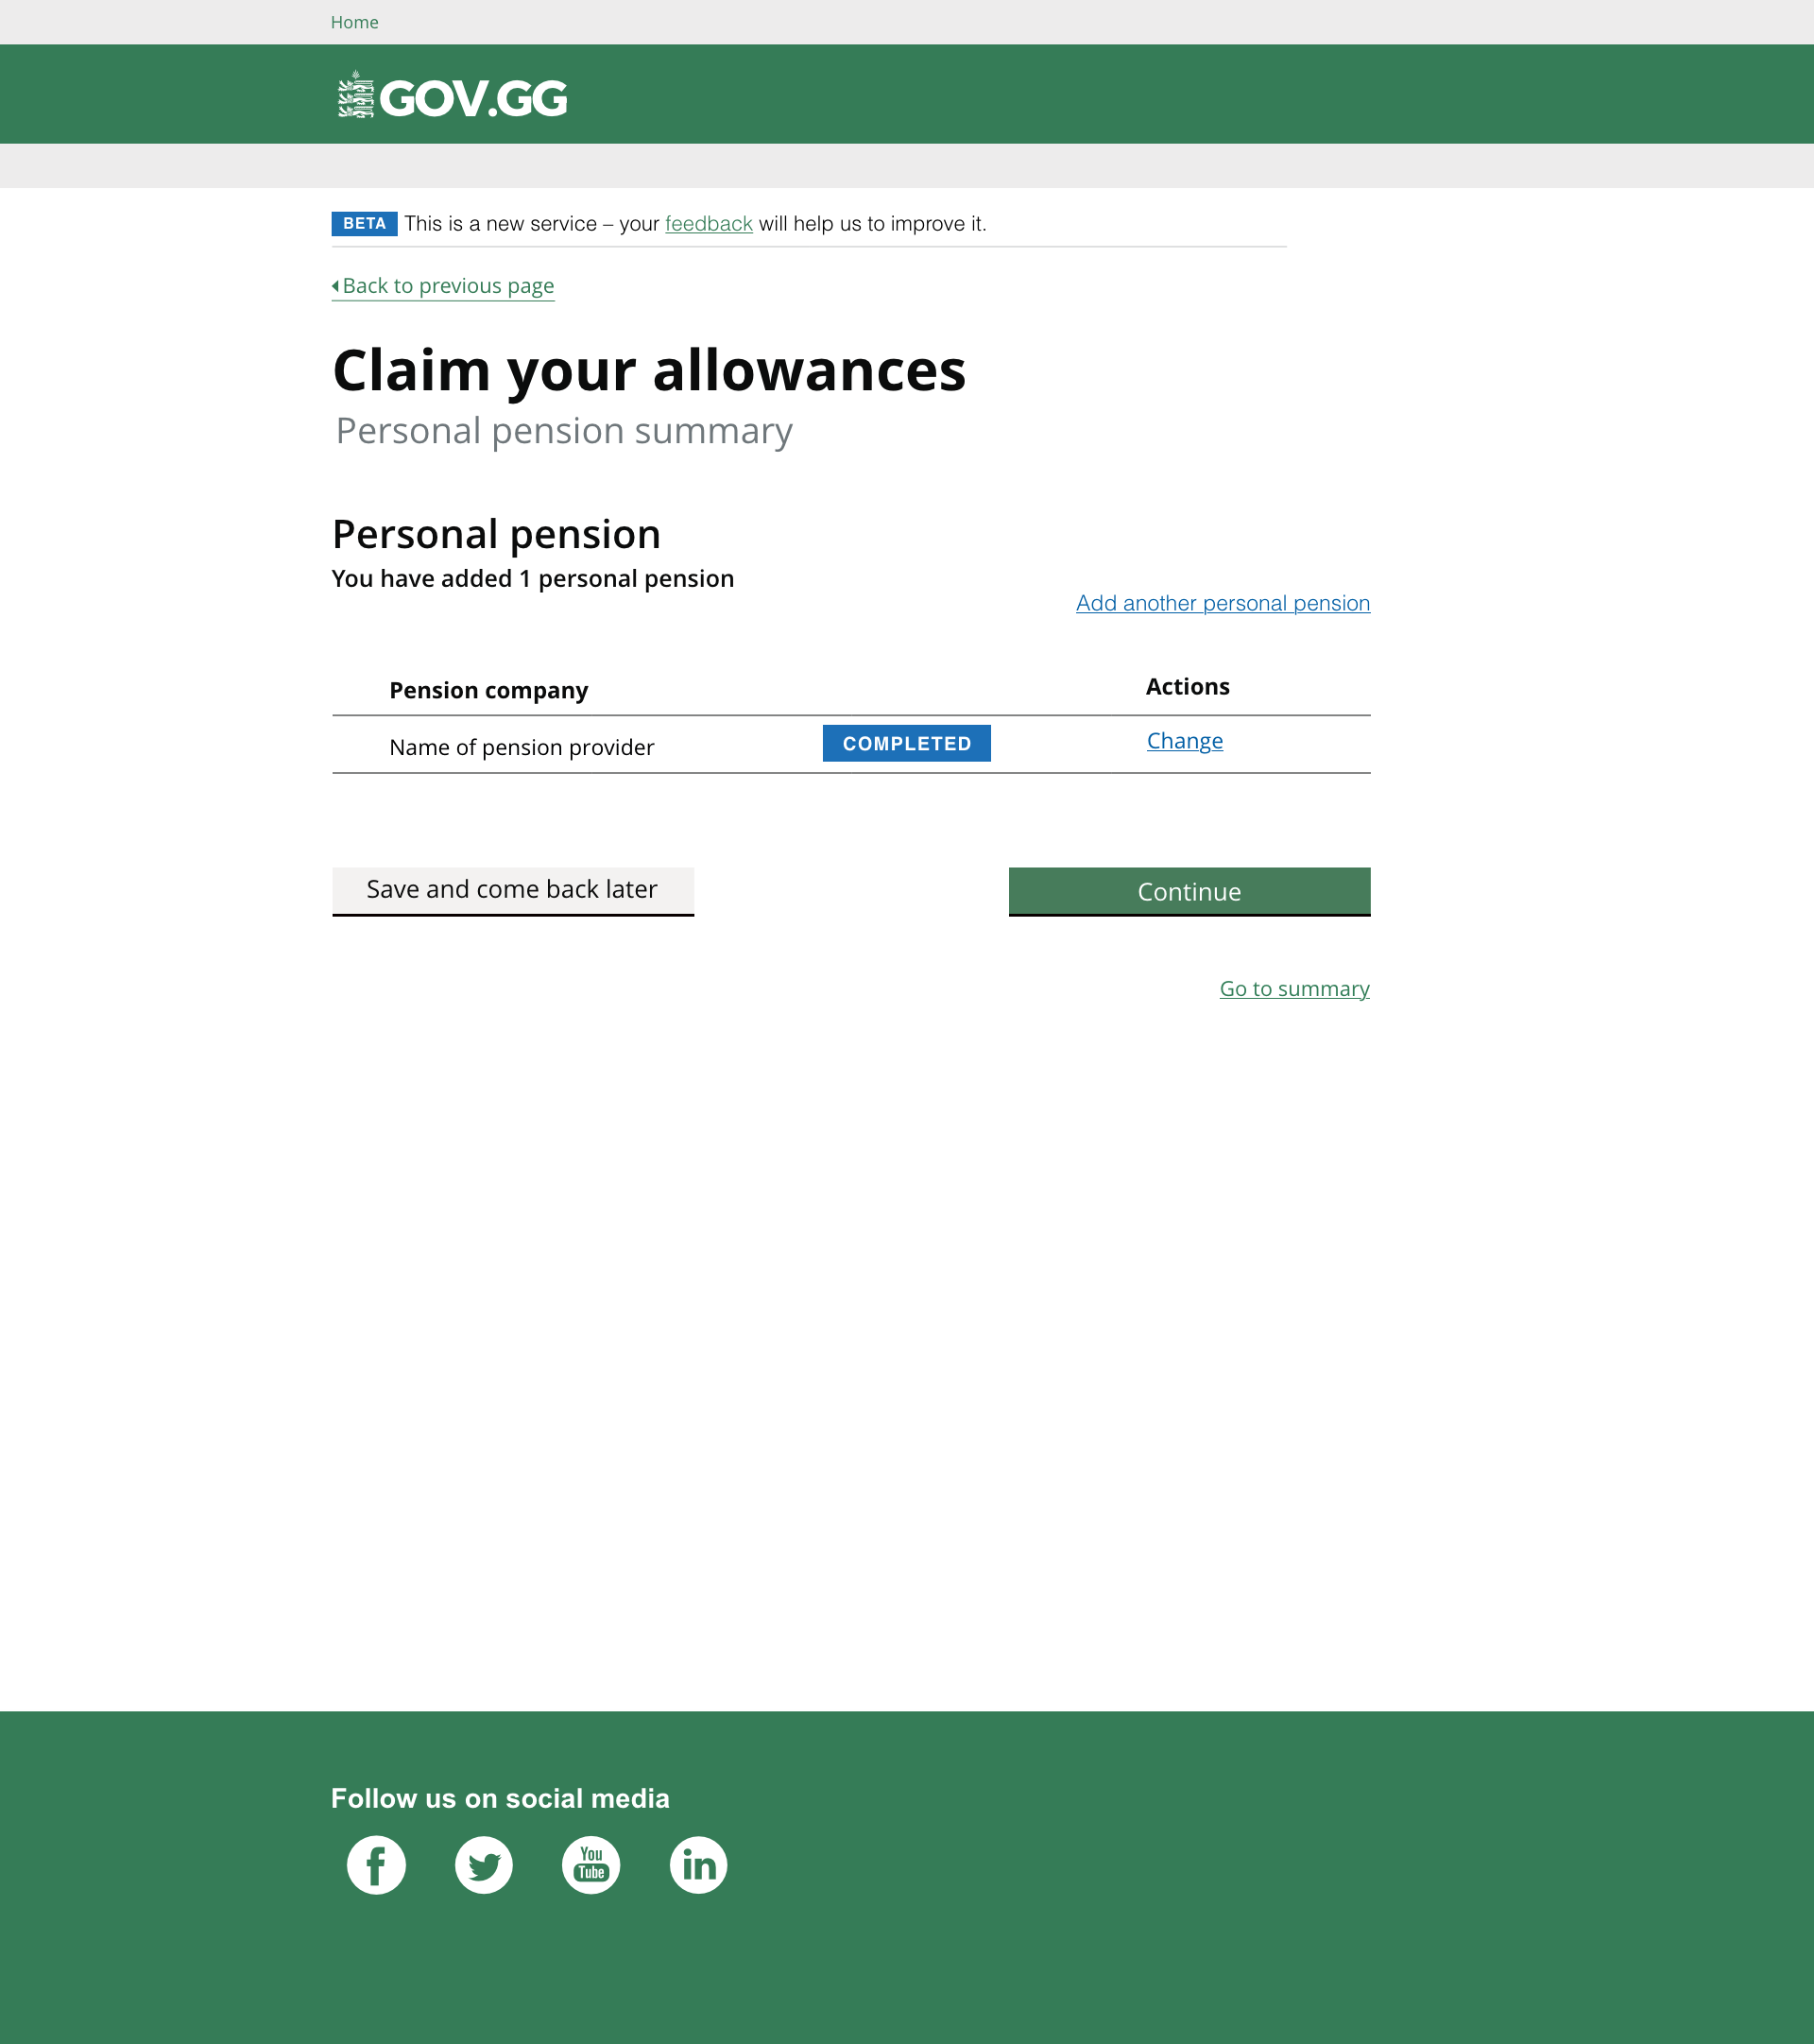 Home
GOV.GG
BETA This is a new service – your feedback will help us to improve it.
Back to previous page
Claim your allowances
Personal pension summary
Personal pension
You have added 1 personal pension
Add another personal pension
Pension company Actions
Name of pension provider COMPLETED Change
Save and come back later Continue
Go to summary
Follow us on social media
f You Tube in